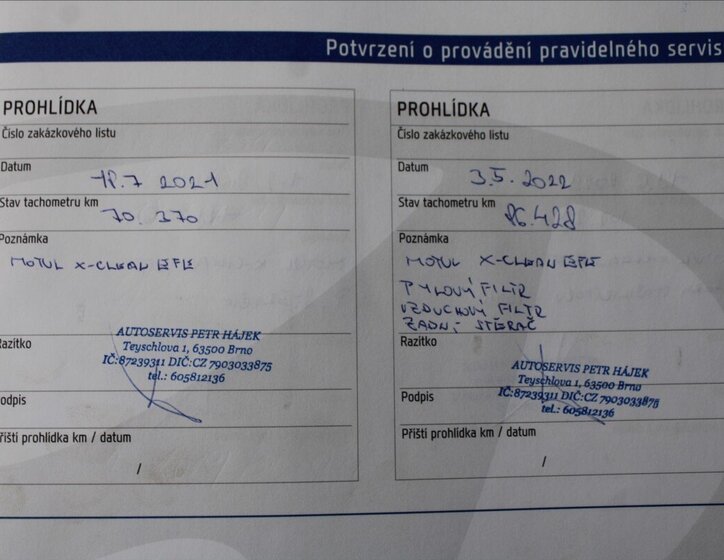 Potvrzení o provádění pravidelného servis
PROHLÍDKA
Číslo zakázkového listu
Datum 12.7 2021
Stav tachometru km 70.370
Poznámka
MOTUL X-CLEAN EFE
AUTOSERVIS PETR HÁJEK
Razítko
Teyschlova 1, 63500 Brno
IČ:87239311 DIČ:CZ 7903033875
tel.: 605812136
Podpis
Příští prohlídka km / datum
/
PROHLÍDKA
Číslo zakázkového listu
Datum 3.5.2022
Stav tachometru km 86.428
Poznámka
MOTUL X-CLEAN EFE
PYLOVÝ FILTR
VZDUCHOVÝ FILTR
ZADNÍ STĚRAČ
Razítko
AUTOSERVIS PETR HÁJEK
Teyschlova 1, 63500 Brno
IČ:87239311 DIČ:CZ 7903033875
Podpis
tel.: 605812136
Příští prohlídka km / datum
/